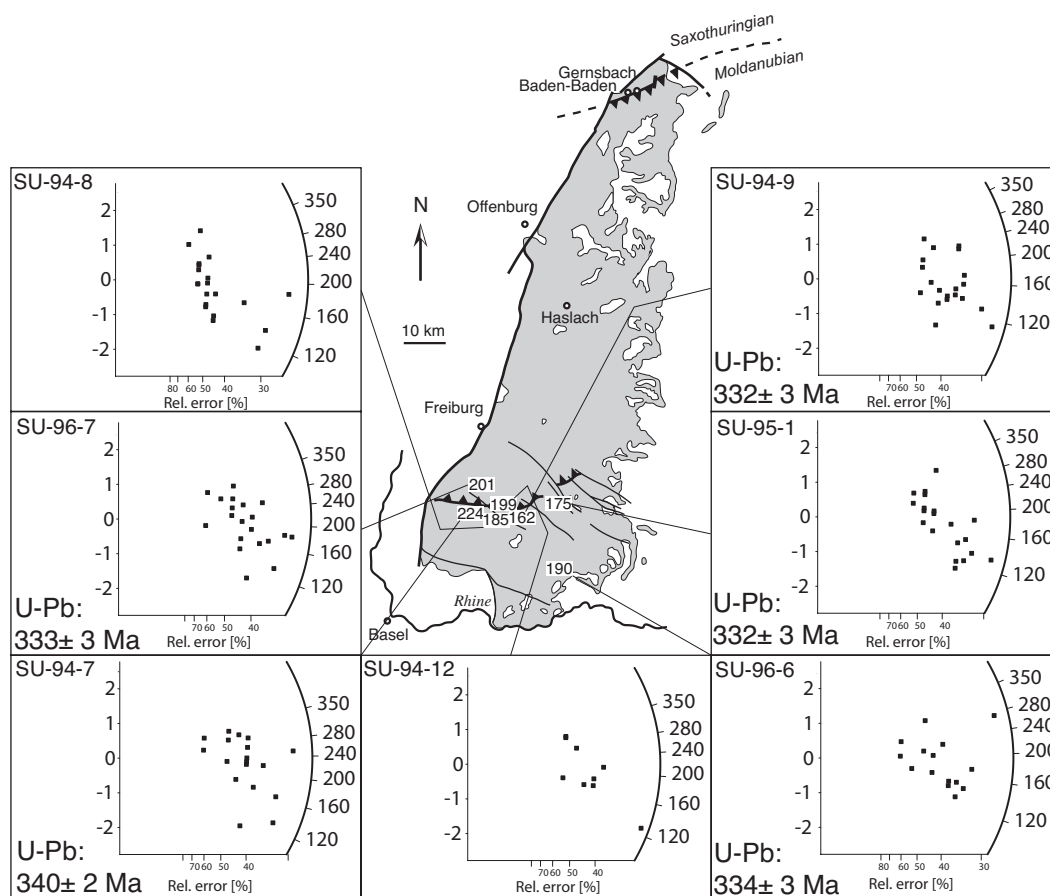 Saxothuringian
Moldanubian
Gernsbach
Baden-Baden
N
Offenburg
10 km
Haslach
Freiburg
201
199
224
185
162
175
190
Rhine
Basel
SU-94-8
2
1
0
-1
-2
350
280
240
200
160
120
80 60 50 40 30
Rel. error [%]
SU-96-7
2
1
0
-1
-2
350
280
240
200
160
120
70 60 50 40
U-Pb:
333± 3 Ma
Rel. error [%]
SU-94-7
2
1
0
-1
-2
350
280
240
200
160
120
70 60 50 40
U-Pb:
340± 2 Ma
Rel. error [%]
SU-94-12
2
1
0
-1
-2
350
280
240
200
160
120
70 60 50 40
Rel. error [%]
SU-94-9
2
1
0
-1
-2
350
280
240
200
160
120
70 60 50 40
U-Pb:
332± 3 Ma
Rel. error [%]
SU-95-1
2
1
0
-1
-2
350
280
240
200
160
120
60 50 40
U-Pb:
332± 3 Ma
Rel. error [%]
SU-96-6
2
1
0
-1
-2
350
280
240
200
160
120
80 60 50 40 30
U-Pb:
334± 3 Ma
Rel. error [%]